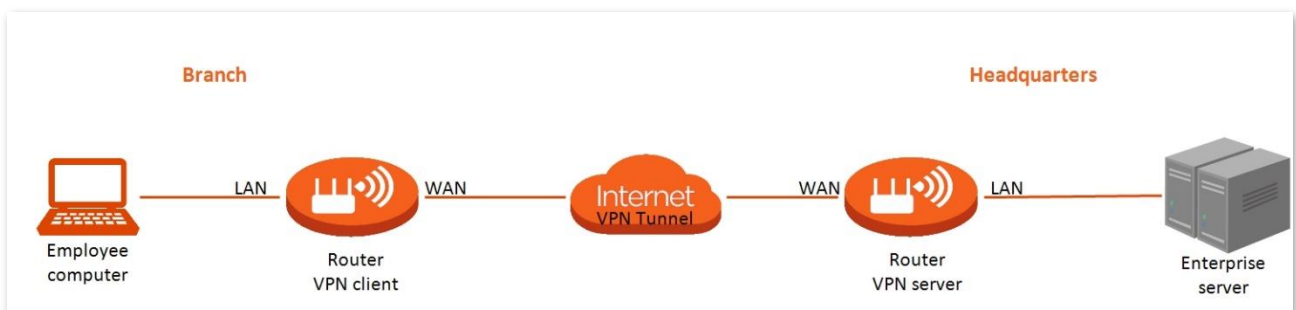 Branch
Headquarters
LAN
WAN
Internet
VPN Tunnel
WAN
LAN
Employee
computer
Router
VPN client
Router
VPN server
Enterprise
server